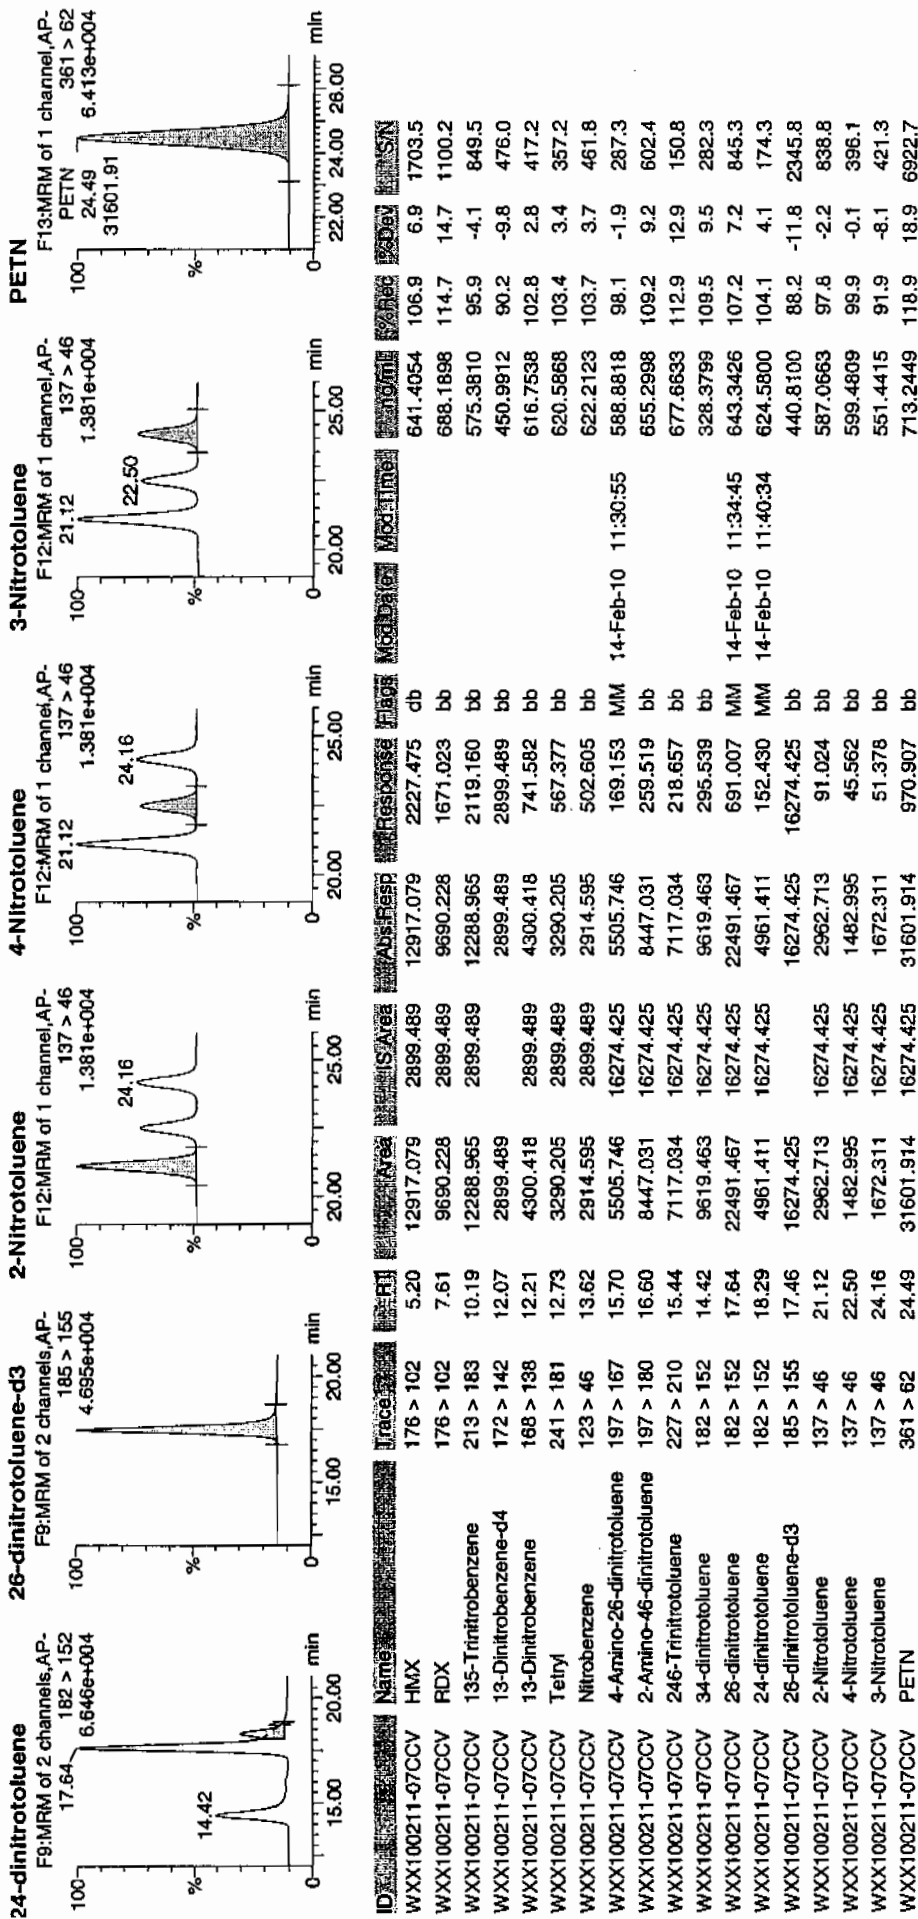 24-dinitrotoluene
F9:MRM of 2 channels,AP-
182 > 152
6.646e+004
17.64
14.42
100
%
0
15.00
20.00
min
26-dinitrotoluene-d3
F9:MRM of 2 channels,AP-
185 > 155
4.695e+004
100
%
0
15.00
20.00
min
2-Nitrotoluene
F12:MRM of 1 channel,AP-
137 > 46
1.381e+004
24.16
100
%
0
20.00
25.00
min
4-Nitrotoluene
F12:MRM of 1 channel,AP-
21.12
137 > 46
1.381e+004
24.16
100
%
0
20.00
25.00
min
3-Nitrotoluene
F12:MRM of 1 channel,AP-
21.12
137 > 46
1.381e+004
22.50
100
%
0
20.00
25.00
min
PETN
F13:MRM of 1 channel,AP-
PETN
24.49
31601.91
361 > 62
6.413e+004
100
%
0
22.00
24.00
26.00
min
ID Name Trace RT Area IS Area Abs.Resp Response Flags Mod.Date Mod.Time ng/mL %Rec %Dev S/N
WXX100211-07CCV HMX 176 > 102 5.20 12917.079 2899.489 12917.079 2227.475 db 641.4054 106.9 6.9 1703.5
WXX100211-07CCV RDX 176 > 102 7.61 9690.228 2899.489 9690.228 1671.023 bb 688.1898 114.7 14.7 1100.2
WXX100211-07CCV 135-Trinitrobenzene 213 > 183 10.19 12288.965 2899.489 12288.965 2119.160 bb 575.3810 95.9 -4.1 849.5
WXX100211-07CCV 13-Dinitrobenzene-d4 172 > 142 12.07 2899.489 2899.489 2899.489 bb 450.9912 90.2 -9.8 476.0
WXX100211-07CCV 13-Dinitrobenzene 168 > 138 12.21 4300.418 2899.489 4300.418 741.582 bb 616.7538 102.8 2.8 417.2
WXX100211-07CCV Tetryl 241 > 181 12.73 3290.205 2899.489 3290.205 567.377 bb 620.5868 103.4 3.4 357.2
WXX100211-07CCV Nitrobenzene 123 > 46 13.62 2914.595 2899.489 2914.595 502.605 bb 622.2123 103.7 3.7 461.8
WXX100211-07CCV 4-Amino-26-dinitrotoluene 197 > 167 15.70 5505.746 16274.425 5505.746 169.153 MM 14-Feb-10 11:30:55 588.8818 98.1 -1.9 287.3
WXX100211-07CCV 2-Amino-46-dinitrotoluene 197 > 180 16.60 8447.031 16274.425 8447.031 259.519 bb 655.2998 109.2 9.2 602.4
WXX100211-07CCV 246-Trinitrotoluene 227 > 210 15.44 7117.034 16274.425 7117.034 218.657 bb 677.6633 112.9 12.9 150.8
WXX100211-07CCV 34-dinitrotoluene 182 > 152 14.42 9619.463 16274.425 9619.463 295.539 bb 328.3799 109.5 9.5 282.3
WXX100211-07CCV 26-dinitrotoluene 182 > 152 17.64 22491.467 16274.425 22491.467 691.007 MM 14-Feb-10 11:34:45 643.3426 107.2 7.2 845.3
WXX100211-07CCV 24-dinitrotoluene 182 > 152 18.29 4961.411 16274.425 4961.411 152.430 MM 14-Feb-10 11:40:34 624.5800 104.1 4.1 174.3
WXX100211-07CCV 26-dinitrotoluene-d3 185 > 155 17.46 16274.425 16274.425 16274.425 bb 440.8100 88.2 -11.8 2345.8
WXX100211-07CCV 2-Nitrotoluene 137 > 46 21.12 2962.713 16274.425 2962.713 91.024 bb 587.0663 97.8 -2.2 838.8
WXX100211-07CCV 4-Nitrotoluene 137 > 46 22.50 1482.995 16274.425 1482.995 45.562 bb 599.4809 99.9 -0.1 396.1
WXX100211-07CCV 3-Nitrotoluene 137 > 46 24.16 1672.311 16274.425 1672.311 51.378 bb 551.4415 91.9 -8.1 421.3
WXX100211-07CCV PETN 361 > 62 24.49 31601.914 16274.425 31601.914 970.907 bb 713.2449 118.9 18.9 6922.7